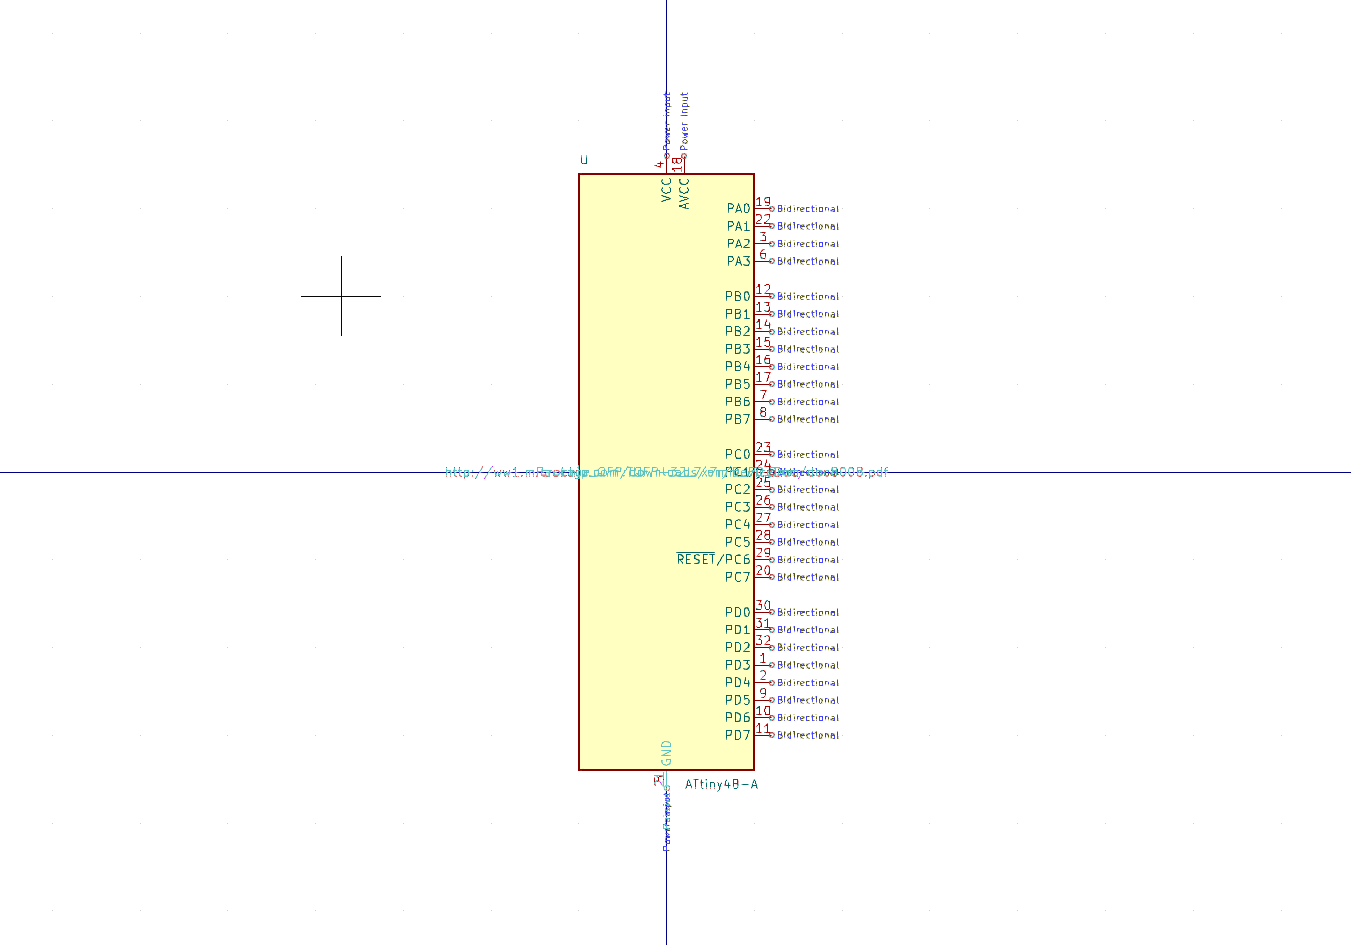 Power input
Power input
U
4
18
VCC
AVCC
PA0 19 Bidirectional
PA1 22 Bidirectional
PA2 3 Bidirectional
PA3 6 Bidirectional
PB0 12 Bidirectional
PB1 13 Bidirectional
PB2 14 Bidirectional
PB3 15 Bidirectional
PB4 16 Bidirectional
PB5 17 Bidirectional
PB6 7 Bidirectional
PB7 8 Bidirectional
PC0 23 Bidirectional
PC1 24 Bidirectional
PC2 25 Bidirectional
PC3 26 Bidirectional
PC4 27 Bidirectional
PC5 28 Bidirectional
RESET/PC6 29 Bidirectional
PC7 20 Bidirectional
PD0 30 Bidirectional
PD1 31 Bidirectional
PD2 32 Bidirectional
PD3 1 Bidirectional
PD4 2 Bidirectional
PD5 9 Bidirectional
PD6 10 Bidirectional
PD7 11 Bidirectional
GND
ATtiny48-A